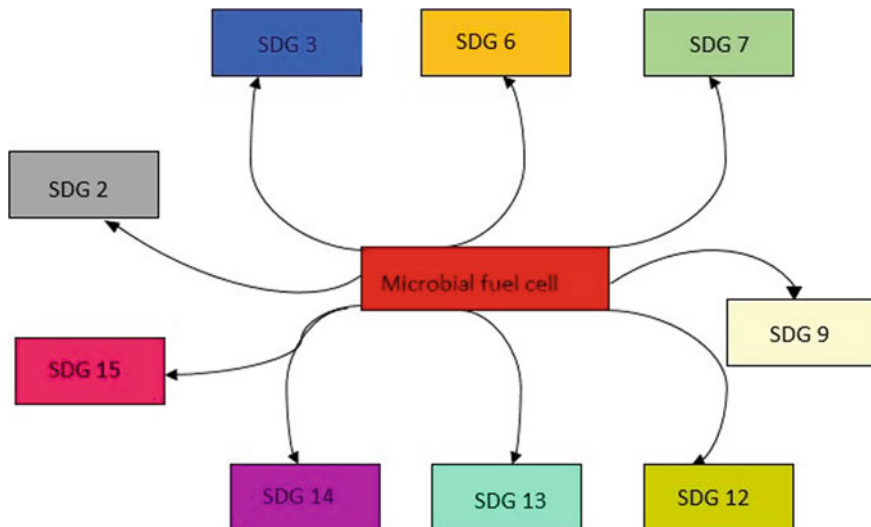 SDG 3
SDG 6
SDG 7
SDG 2
Microbial fuel cell
SDG 9
SDG 15
SDG 14
SDG 13
SDG 12